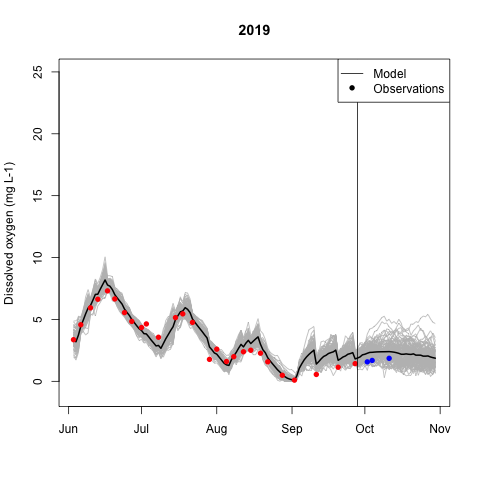 2019
Model
Observations
Dissolved oxygen (mg L-1)
25
20
15
10
5
0
Jun Jul Aug Sep Oct Nov